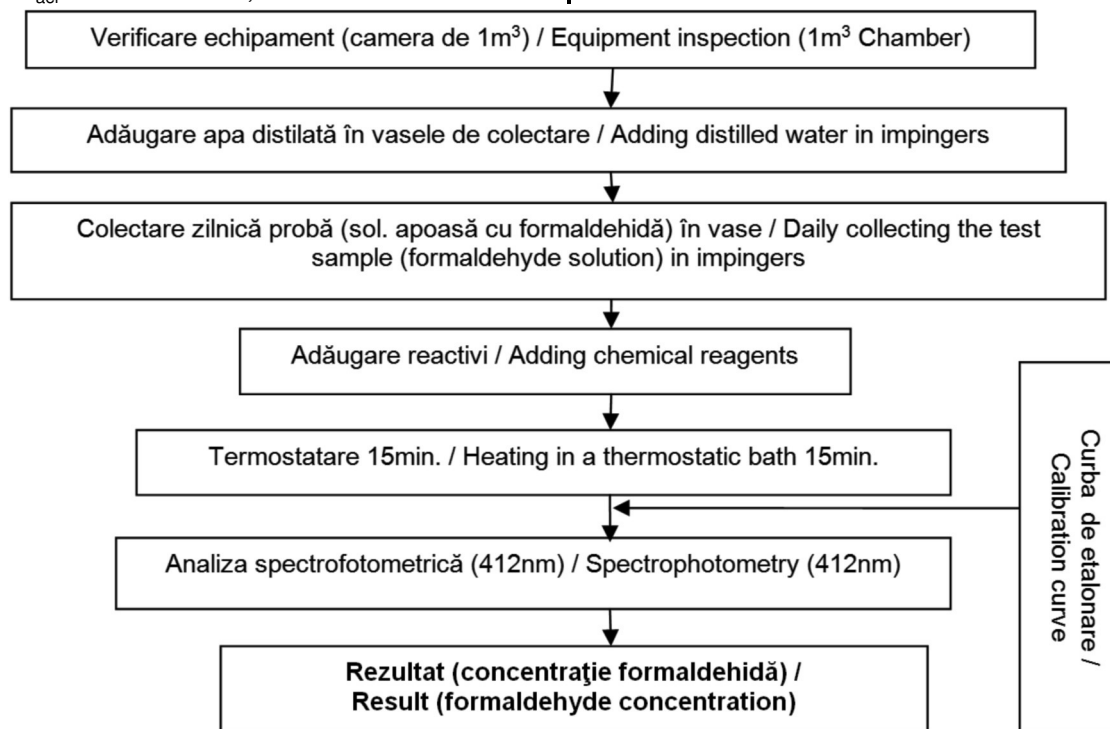 Verificare echipament (camera de 1m³) / Equipment inspection (1m³ Chamber)
Adăugare apa distilată în vasele de colectare / Adding distilled water in impingers
Colectare zilnică probă (sol. apoasă cu formaldehidă) în vase / Daily collecting the test
sample (formaldehyde solution) in impingers
Adăugare reactivi / Adding chemical reagents
Termostatare 15min. / Heating in a thermostatic bath 15min.
Curba de etalonare /
Calibration curve
Analiza spectrofotometrică (412nm) / Spectrophotometry (412nm)
Rezultat (concentraţie formaldehidă) /
Result (formaldehyde concentration)